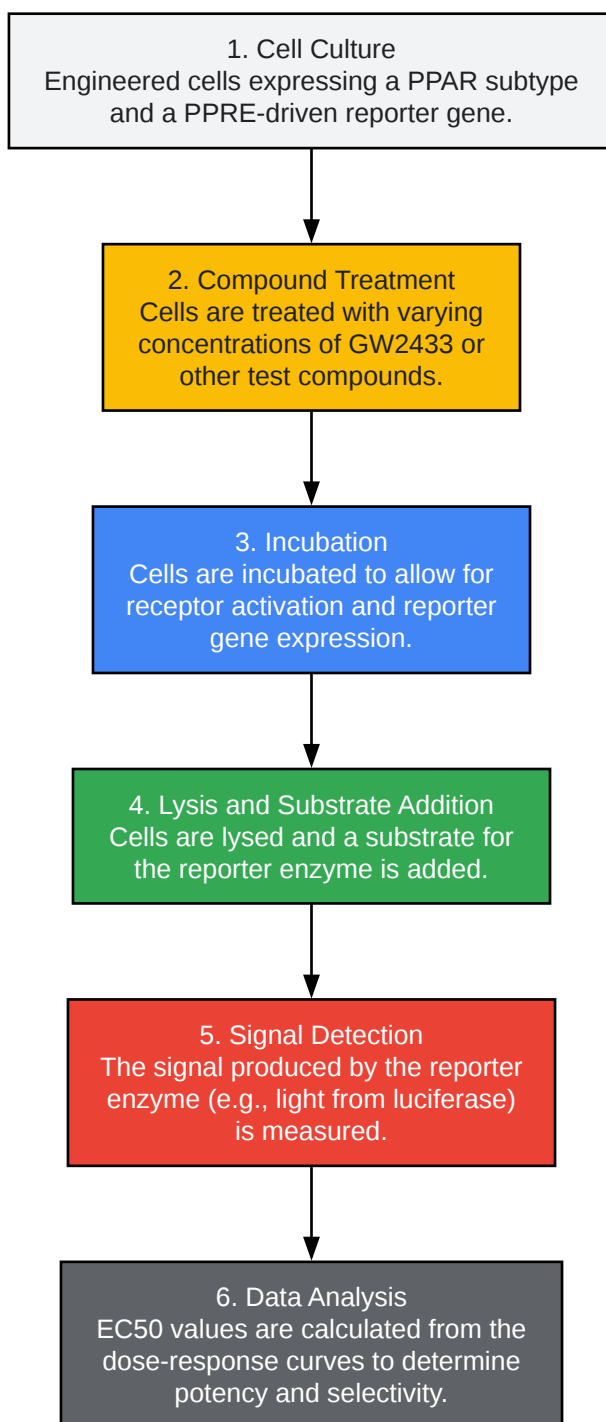 1. Cell Culture
Engineered cells expressing a PPAR subtype
and a PPRE-driven reporter gene.
2. Compound Treatment
Cells are treated with varying
concentrations of GW2433 or
other test compounds.
3. Incubation
Cells are incubated to allow for
receptor activation and reporter
gene expression.
4. Lysis and Substrate Addition
Cells are lysed and a substrate for
the reporter enzyme is added.
5. Signal Detection
The signal produced by the reporter
enzyme (e.g., light from luciferase)
is measured.
6. Data Analysis
EC50 values are calculated from the
dose-response curves to determine
potency and selectivity.